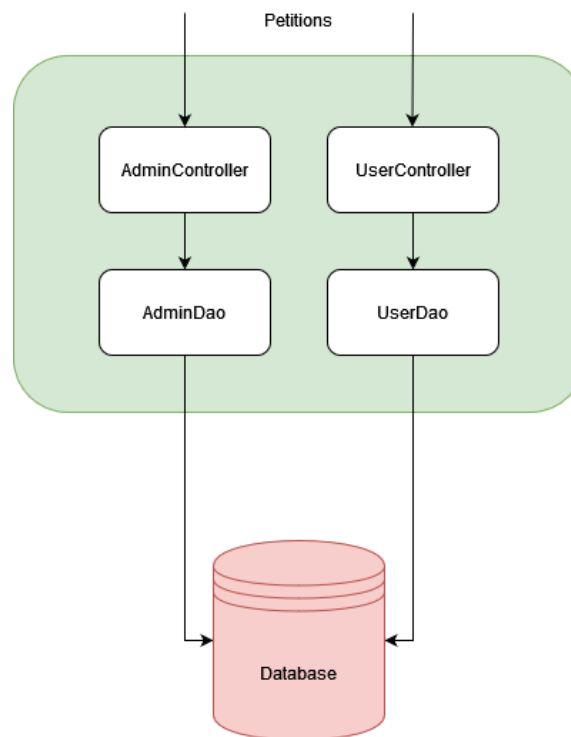 Petitions
AdminController
UserController
AdminDao
UserDao
Database